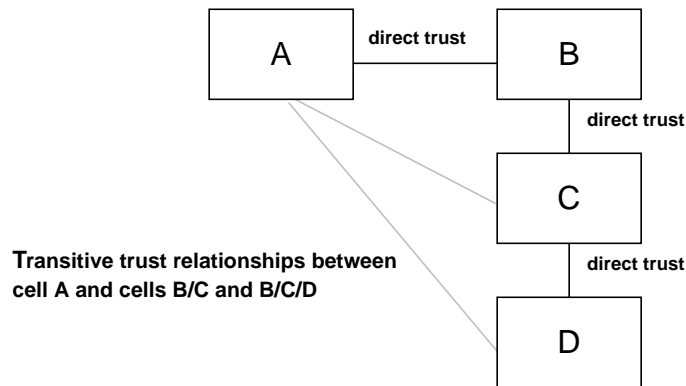 A
direct trust
B
direct trust
C
Transitive trust relationships between
cell A and cells B/C and B/C/D
direct trust
D